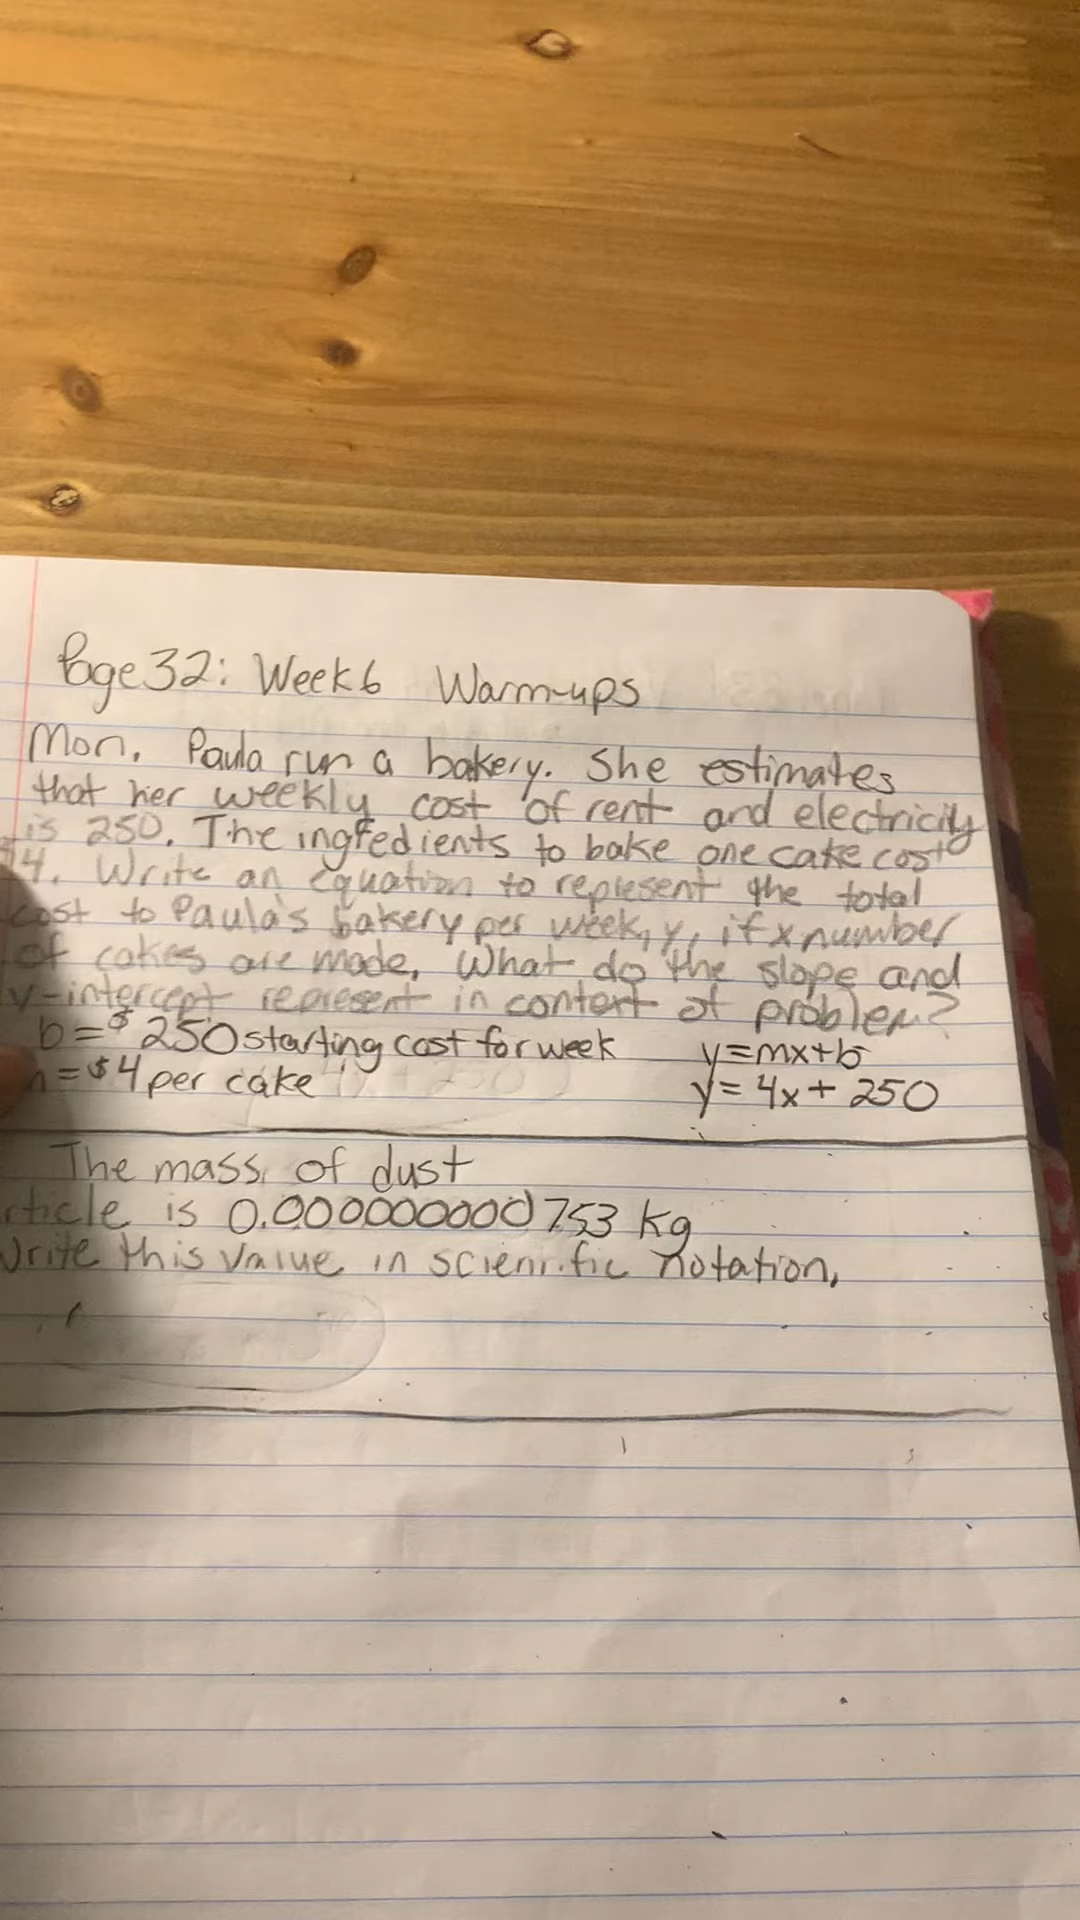 Page 32: Week 6 Warm-ups
Mon. Paula run a bakery. She estimates
that her weekly cost of rent and electricity
is 250. The ingredients to bake one cake cost
$4. Write an equation to represent the total
cost to Paula's bakery per week, y, if x number
of cakes are made. What do the slope and
y-intercept represent in context of problem?
b = $250 starting cost for week
y=mx+b
= $4 per cake
y= 4x + 250
The mass of dust
rticle is 0.000000000753 kg
Write this value in scientific notation.